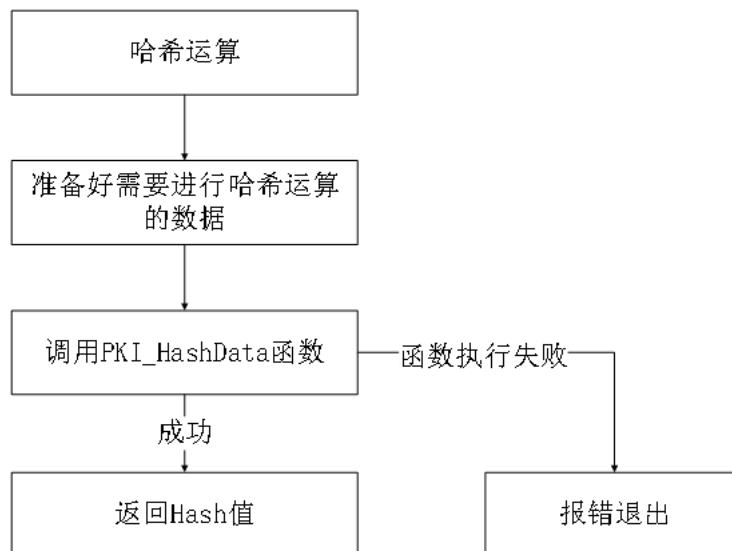 哈希运算
准备好需要进行哈希运算
的数据
调用PKI_HashData函数
函数执行失败
成功
返回Hash值
报错退出